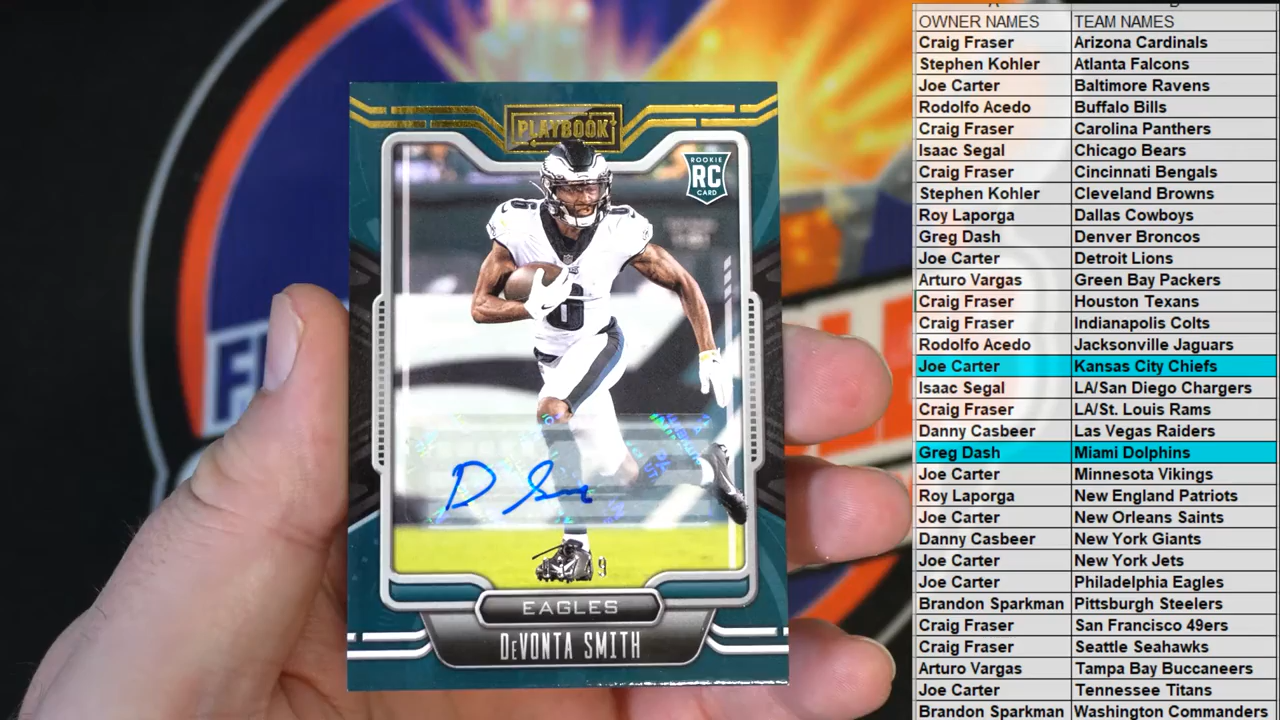 PLAYBOOK
ROOKIE
RC
CARD
6
6
D S
EAGLES
DeVONTA SMITH
OWNER NAMES TEAM NAMES
Craig Fraser Arizona Cardinals
Stephen Kohler Atlanta Falcons
Joe Carter Baltimore Ravens
Rodolfo Acedo Buffalo Bills
Craig Fraser Carolina Panthers
Isaac Segal Chicago Bears
Craig Fraser Cincinnati Bengals
Stephen Kohler Cleveland Browns
Roy Laporga Dallas Cowboys
Greg Dash Denver Broncos
Joe Carter Detroit Lions
Arturo Vargas Green Bay Packers
Craig Fraser Houston Texans
Craig Fraser Indianapolis Colts
Rodolfo Acedo Jacksonville Jaguars
Joe Carter Kansas City Chiefs
Isaac Segal LA/San Diego Chargers
Craig Fraser LA/St. Louis Rams
Danny Casbeer Las Vegas Raiders
Greg Dash Miami Dolphins
Joe Carter Minnesota Vikings
Roy Laporga New England Patriots
Joe Carter New Orleans Saints
Danny Casbeer New York Giants
Joe Carter New York Jets
Joe Carter Philadelphia Eagles
Brandon Sparkman Pittsburgh Steelers
Craig Fraser San Francisco 49ers
Craig Fraser Seattle Seahawks
Arturo Vargas Tampa Bay Buccaneers
Joe Carter Tennessee Titans
Brandon Sparkman Washington Commanders